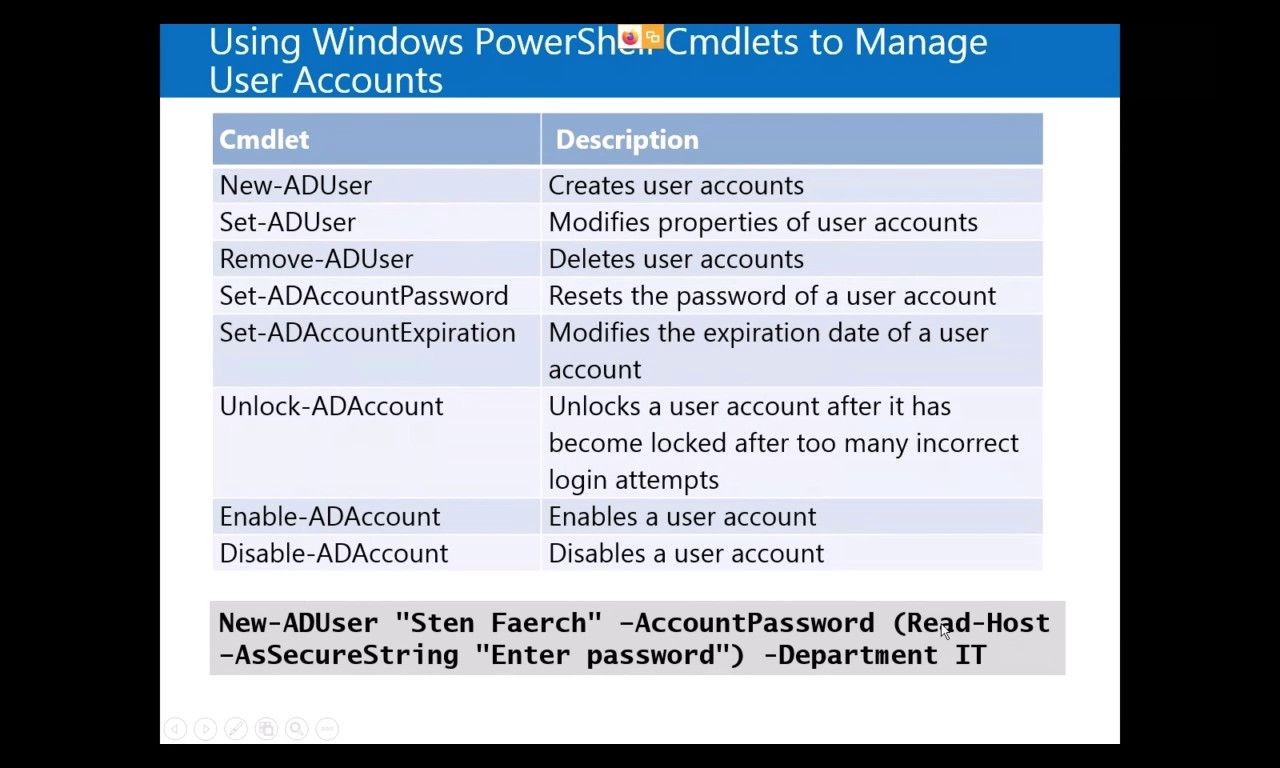 Using Windows PowerShell Cmdlets to Manage
User Accounts
Cmdlet Description
New-ADUser Creates user accounts
Set-ADUser Modifies properties of user accounts
Remove-ADUser Deletes user accounts
Set-ADAccountPassword Resets the password of a user account
Set-ADAccountExpiration Modifies the expiration date of a user
account
Unlock-ADAccount Unlocks a user account after it has
become locked after too many incorrect
login attempts
Enable-ADAccount Enables a user account
Disable-ADAccount Disables a user account
New-ADUser "Sten Faerch" –AccountPassword (Read-Host
–AsSecureString "Enter password") -Department IT